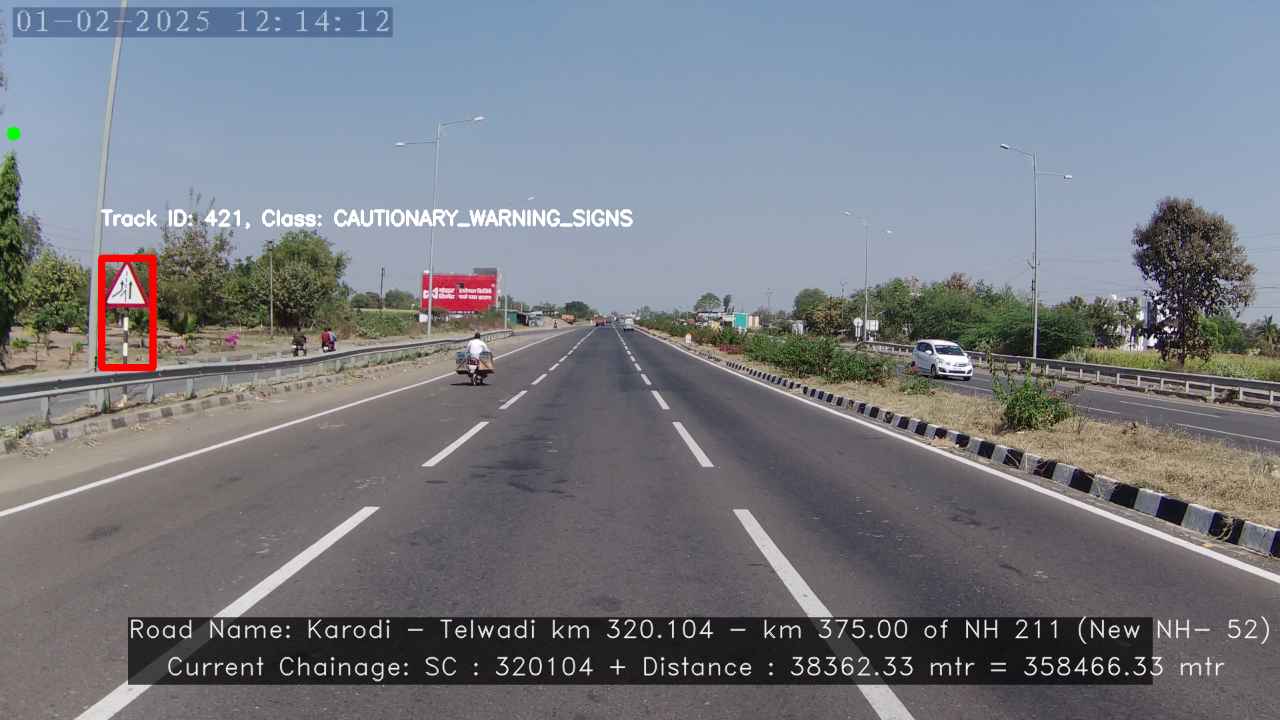 01-02-2025 12:14:12
Track ID: 421, Class: CAUTIONARY_WARNING_SIGNS
Road Name: Karodi - Telwadi km 320.104 - km 375.00 of NH 211 (New NH- 52)
Current Chainage: SC : 320104 + Distance : 38362.33 mtr = 358466.33 mtr